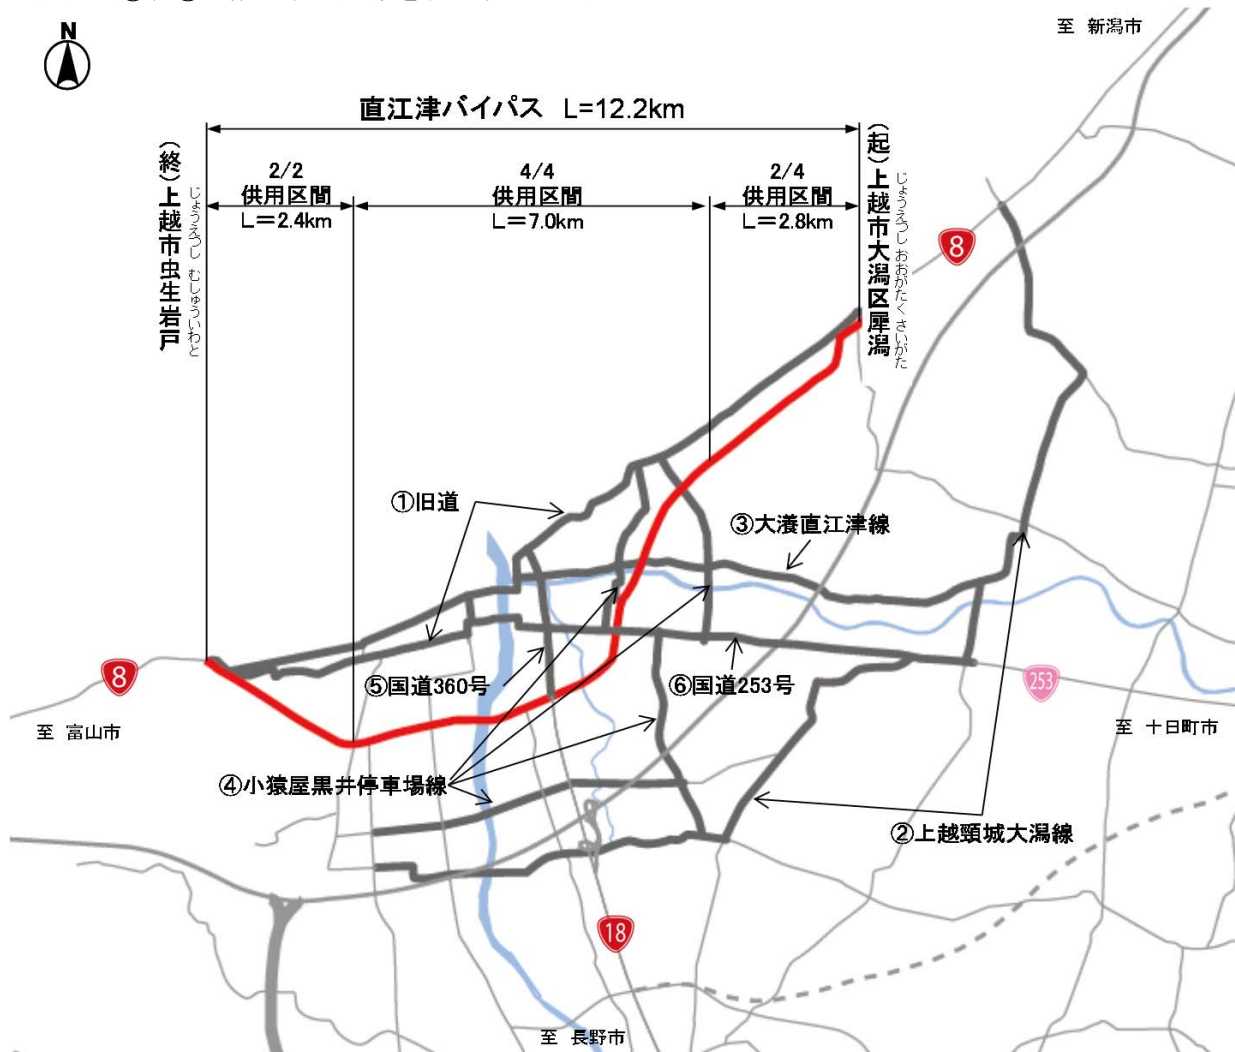 至 新潟市
N
直江津バイパス L=12.2km
(終)上越市虫生岩戸
じょうえつし むしゅういわと
2/2
供用区間
L=2.4km
4/4
供用区間
L=7.0km
2/4
供用区間
L=2.8km
(起)上越市大潟区犀潟
じょうえつし おおがたく さいがた
8
①旧道
③大濁直江津線
⑤国道360号
⑥国道253号
8
253
至 富山市
至 十日町市
④小猿屋黒井停車場線
②上越頸城大潟線
18
至 長野市